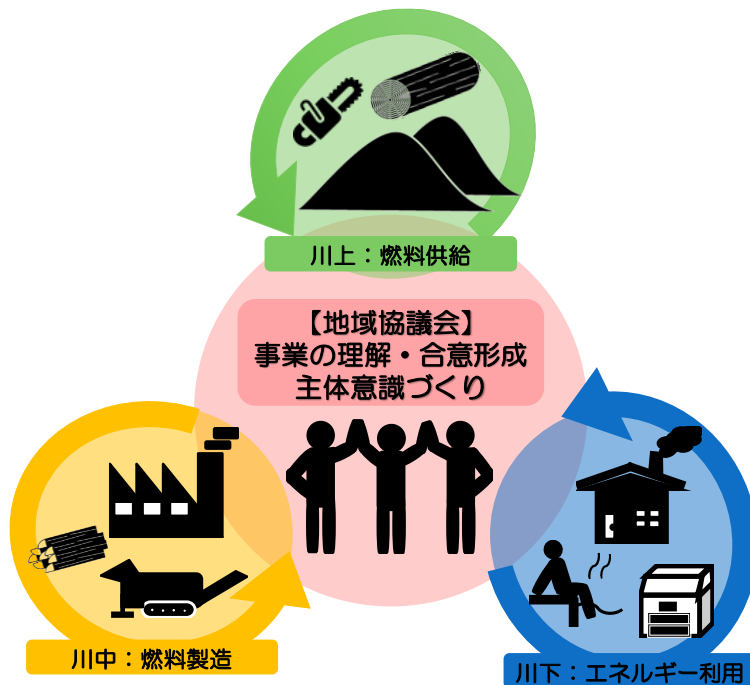 川上：燃料供給
【地域協議会】
事業の理解・合意形成
主体意識づくり
川中：燃料製造
川下：エネルギー利用